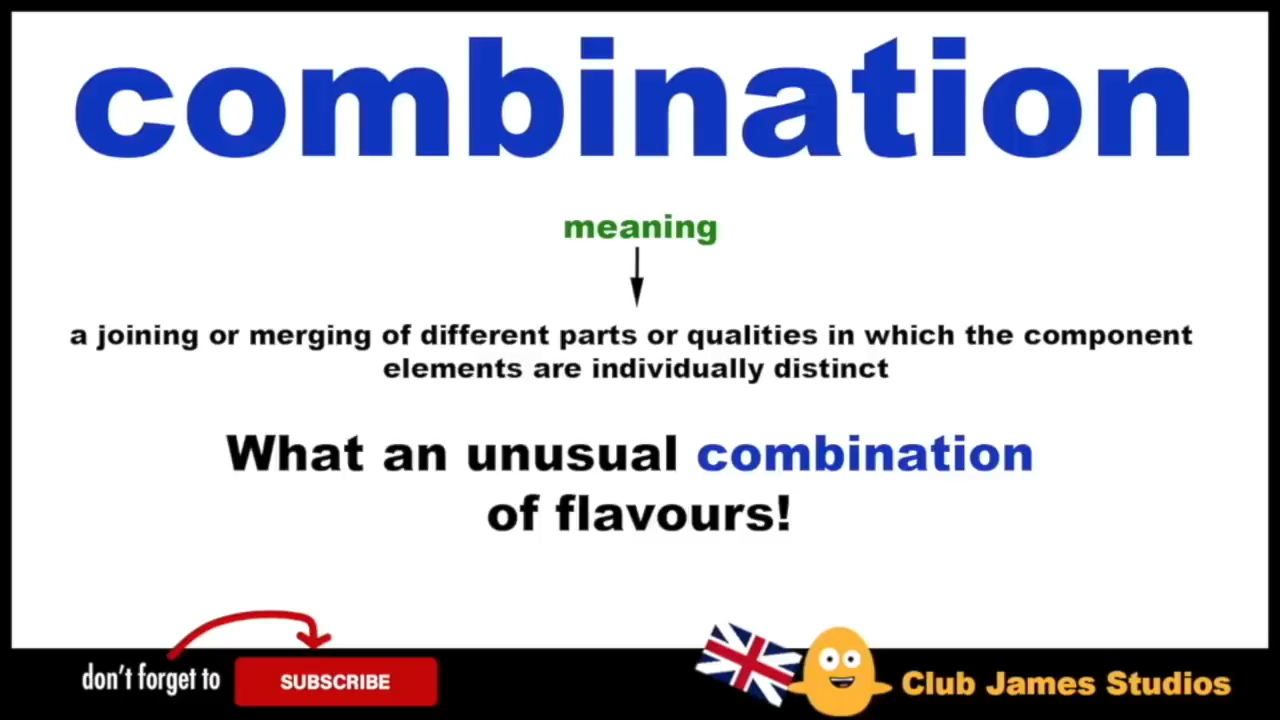 combination
meaning
a joining or merging of different parts or qualities in which the component
elements are individually distinct
What an unusual combination
of flavours!
don't forget to
SUBSCRIBE
Club James Studios